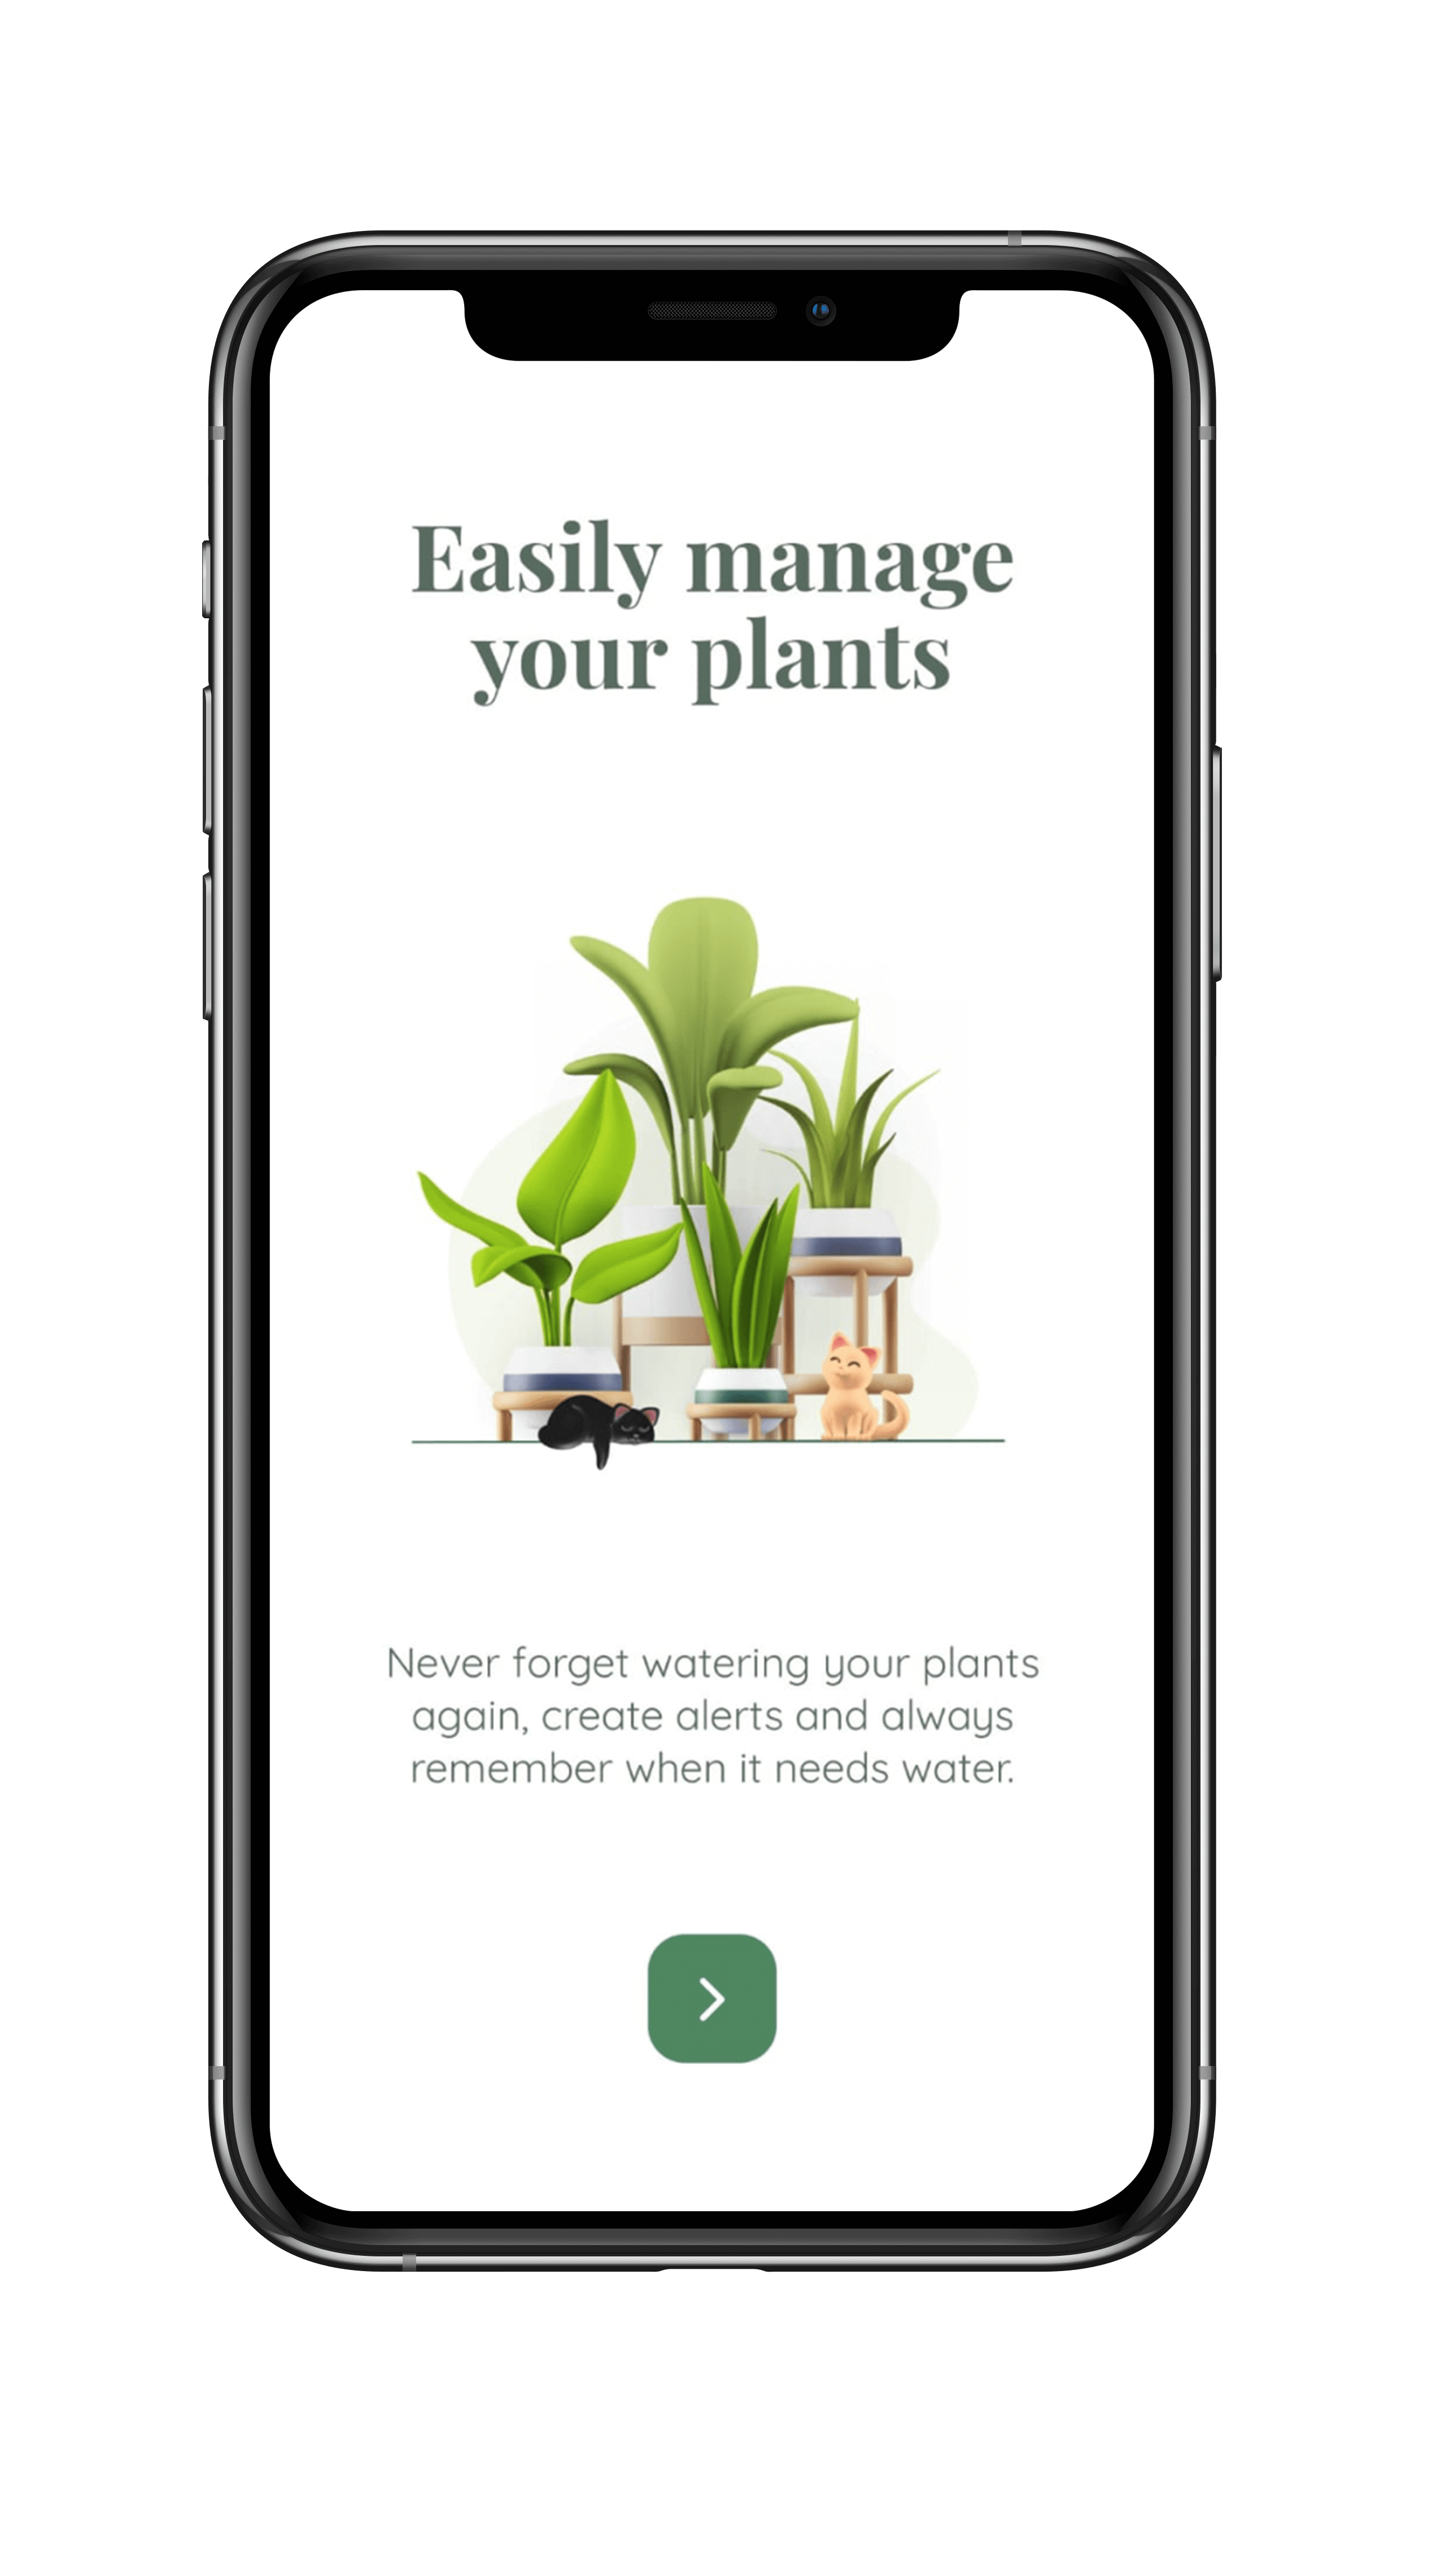 Easily manage
your plants
Never forget watering your plants
again, create alerts and always
remember when it needs water.